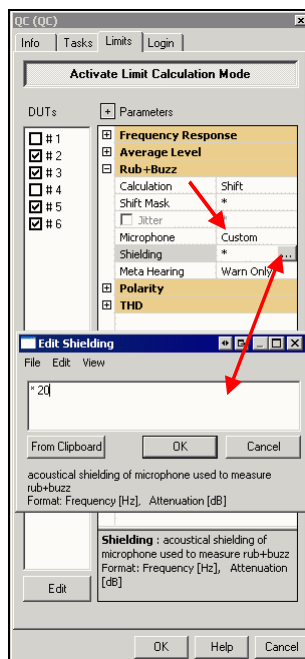 QC (QC)
Info Tasks Limits Login
Activate Limit Calculation Mode
DUTs + Parameters
#1
#2
#3
#4
#5
#6
Frequency Response
Average Level
Rub+Buzz
Calculation Shift
Shift Mask *
Jitter
Microphone Custom
Shielding * ...
Meta Hearing Warn Only
Polarity
THD
Edit Shielding
File Edit View
* 20
From Clipboard OK Cancel
acoustical shielding of microphone used to measure
rub+buzz
Format: Frequency [Hz], Attenuation [dB]
Shielding : acoustical shielding of
microphone used to measure rub+buzz
Format: Frequency [Hz], Attenuation
[dB]
Edit
OK Help Cancel